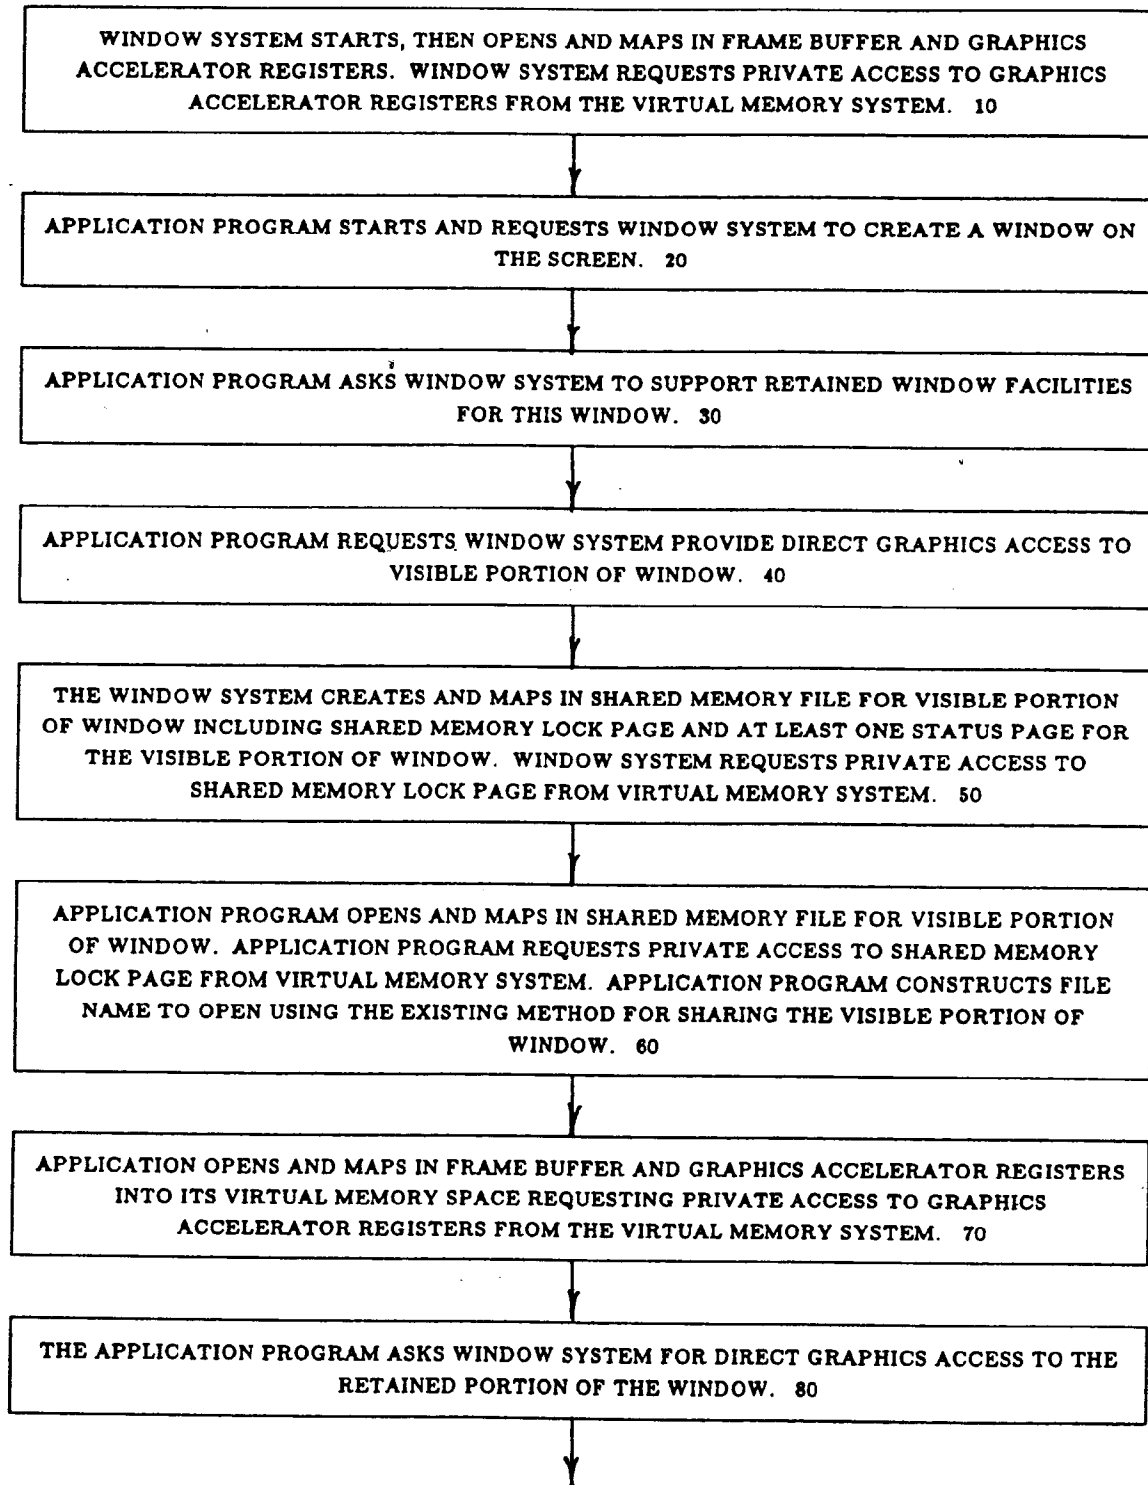 WINDOW SYSTEM STARTS, THEN OPENS AND MAPS IN FRAME BUFFER AND GRAPHICS
ACCELERATOR REGISTERS. WINDOW SYSTEM REQUESTS PRIVATE ACCESS TO GRAPHICS
ACCELERATOR REGISTERS FROM THE VIRTUAL MEMORY SYSTEM. 10
APPLICATION PROGRAM STARTS AND REQUESTS WINDOW SYSTEM TO CREATE A WINDOW ON
THE SCREEN. 20
APPLICATION PROGRAM ASKS WINDOW SYSTEM TO SUPPORT RETAINED WINDOW FACILITIES
FOR THIS WINDOW. 30
APPLICATION PROGRAM REQUESTS WINDOW SYSTEM PROVIDE DIRECT GRAPHICS ACCESS TO
VISIBLE PORTION OF WINDOW. 40
THE WINDOW SYSTEM CREATES AND MAPS IN SHARED MEMORY FILE FOR VISIBLE PORTION
OF WINDOW INCLUDING SHARED MEMORY LOCK PAGE AND AT LEAST ONE STATUS PAGE FOR
THE VISIBLE PORTION OF WINDOW. WINDOW SYSTEM REQUESTS PRIVATE ACCESS TO
SHARED MEMORY LOCK PAGE FROM VIRTUAL MEMORY SYSTEM. 50
APPLICATION PROGRAM OPENS AND MAPS IN SHARED MEMORY FILE FOR VISIBLE PORTION
OF WINDOW. APPLICATION PROGRAM REQUESTS PRIVATE ACCESS TO SHARED MEMORY
LOCK PAGE FROM VIRTUAL MEMORY SYSTEM. APPLICATION PROGRAM CONSTRUCTS FILE
NAME TO OPEN USING THE EXISTING METHOD FOR SHARING THE VISIBLE PORTION OF
WINDOW. 60
APPLICATION OPENS AND MAPS IN FRAME BUFFER AND GRAPHICS ACCELERATOR REGISTERS
INTO ITS VIRTUAL MEMORY SPACE REQUESTING PRIVATE ACCESS TO GRAPHICS
ACCELERATOR REGISTERS FROM THE VIRTUAL MEMORY SYSTEM. 70
THE APPLICATION PROGRAM ASKS WINDOW SYSTEM FOR DIRECT GRAPHICS ACCESS TO THE
RETAINED PORTION OF THE WINDOW. 80